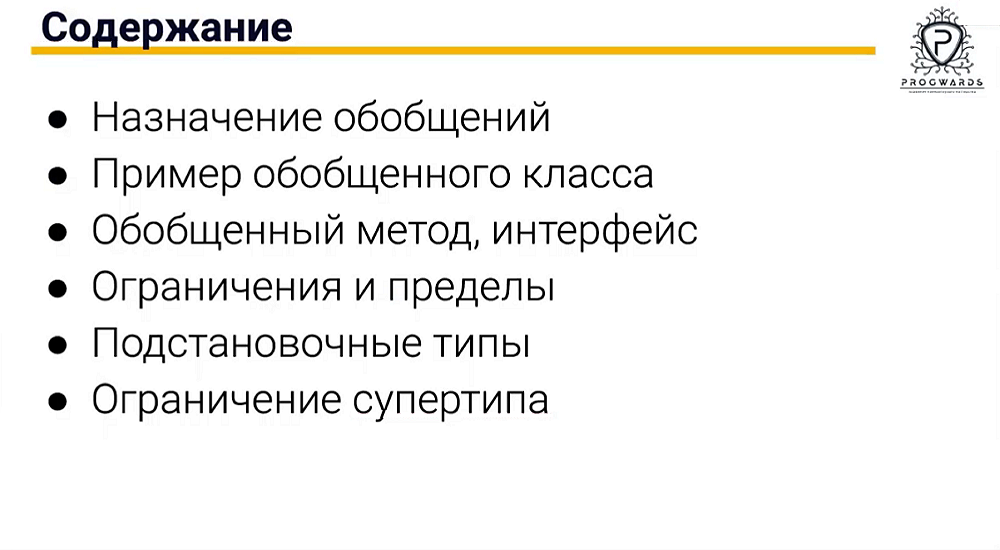 Содержание
PROGWARDS
● Назначение обобщений
● Пример обобщенного класса
● Обобщенный метод, интерфейс
● Ограничения и пределы
● Подстановочные типы
● Ограничение супертипа